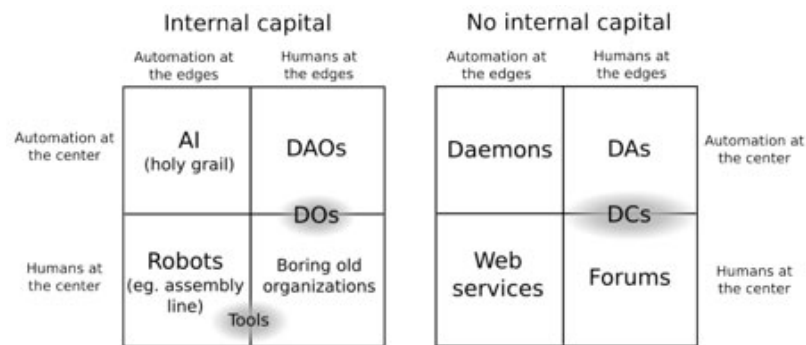 Internal capital
No internal capital
Automation at
the edges
Humans at
the edges
Automation at
the edges
Humans at
the edges
Automation at
the center
AI
(holy grail)
DAOs
Daemons
DAs
Automation at
the center
DOs
DCs
Humans at
the center
Robots
(eg. assembly
line)
Boring old
organizations
Tools
Web
services
Forums
Humans at
the center